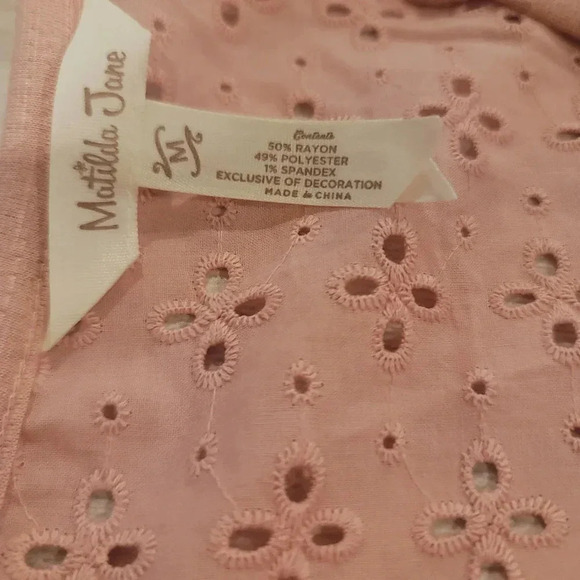 Matilda Jane
M
Contents
50% RAYON
49% POLYESTER
1% SPANDEX
EXCLUSIVE OF DECORATION
MADE in CHINA